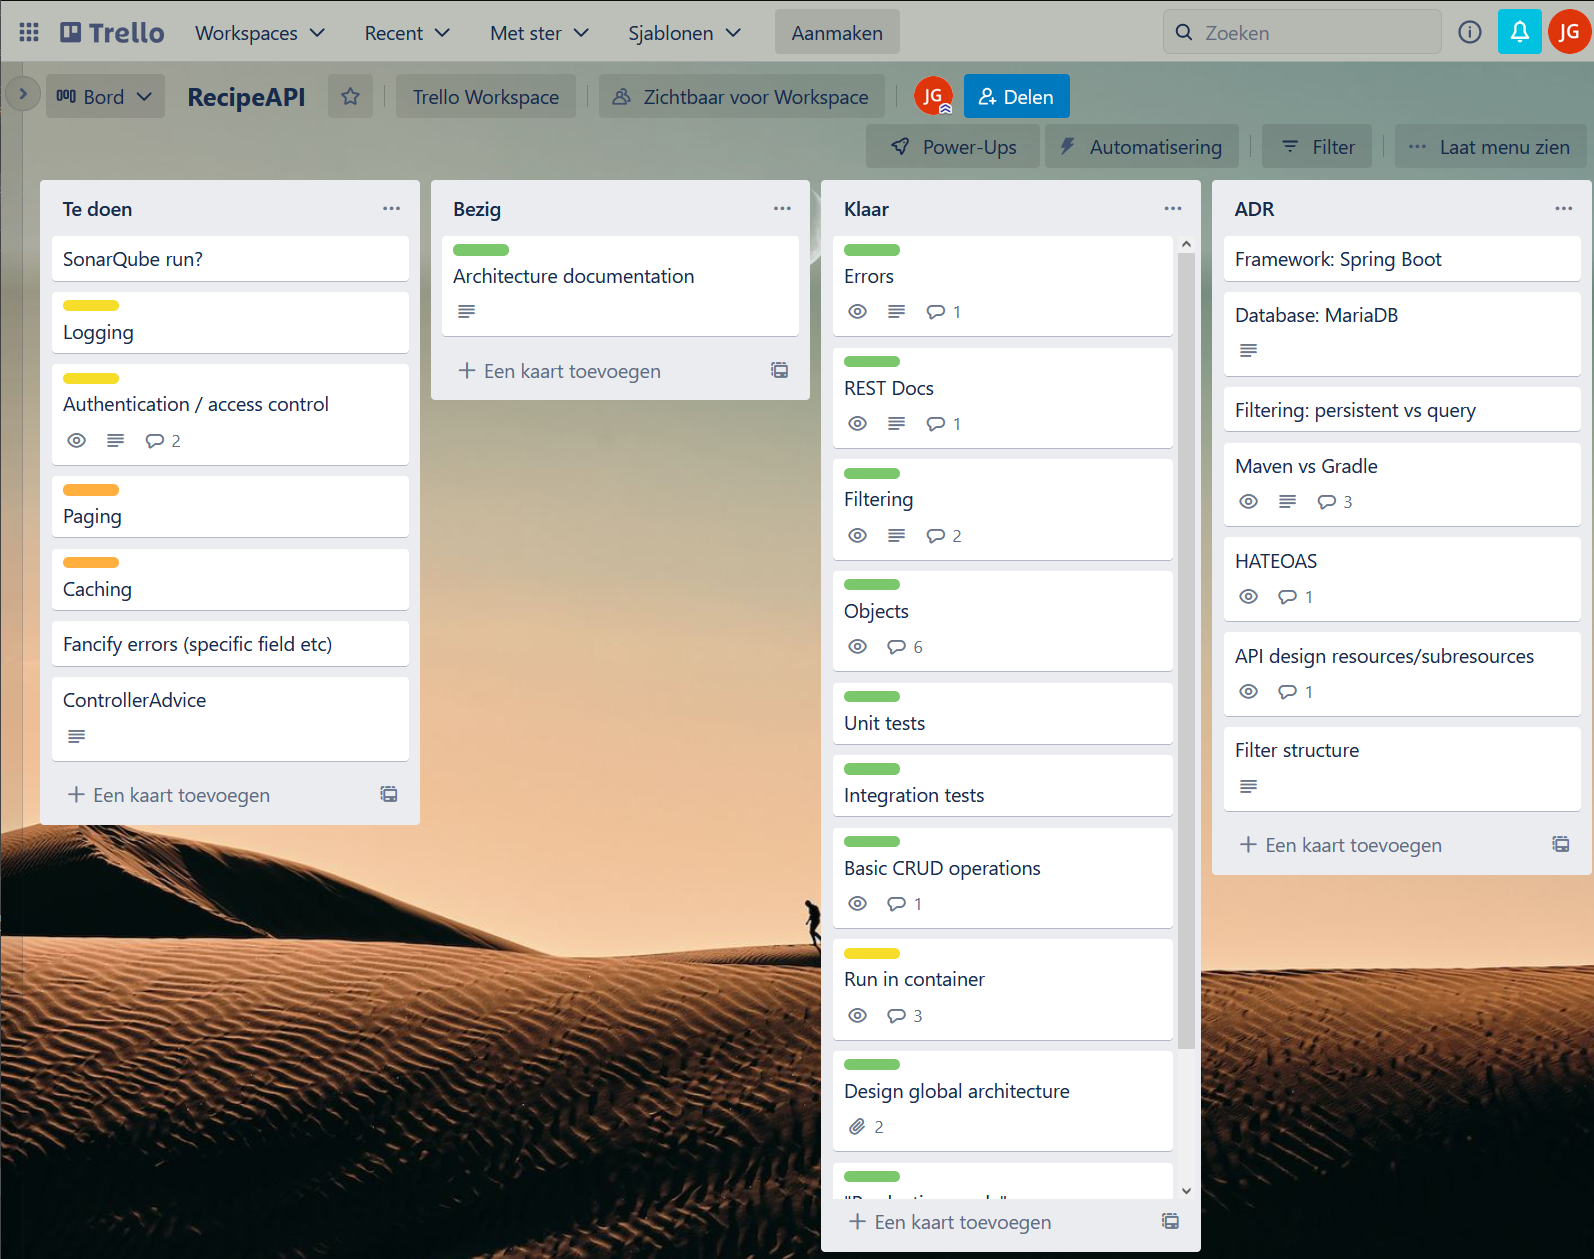 Trello
Workspaces
Recent
Met ster
Sjablonen
Aanmaken
Zoeken
JG
Bord
RecipeAPI
Trello Workspace
Zichtbaar voor Workspace
JG
Delen
Power-Ups
Automatisering
Filter
Laat menu zien
Te doen
SonarQube run?
Logging
Authentication / access control
2
Paging
Caching
Fancify errors (specific field etc)
ControllerAdvice
Een kaart toevoegen
Bezig
Architecture documentation
Een kaart toevoegen
Klaar
Errors
1
REST Docs
1
Filtering
2
Objects
6
Unit tests
Integration tests
Basic CRUD operations
1
Run in container
3
Design global architecture
2
Een kaart toevoegen
ADR
Framework: Spring Boot
Database: MariaDB
Filtering: persistent vs query
Maven vs Gradle
3
HATEOAS
1
API design resources/subresources
1
Filter structure
Een kaart toevoegen